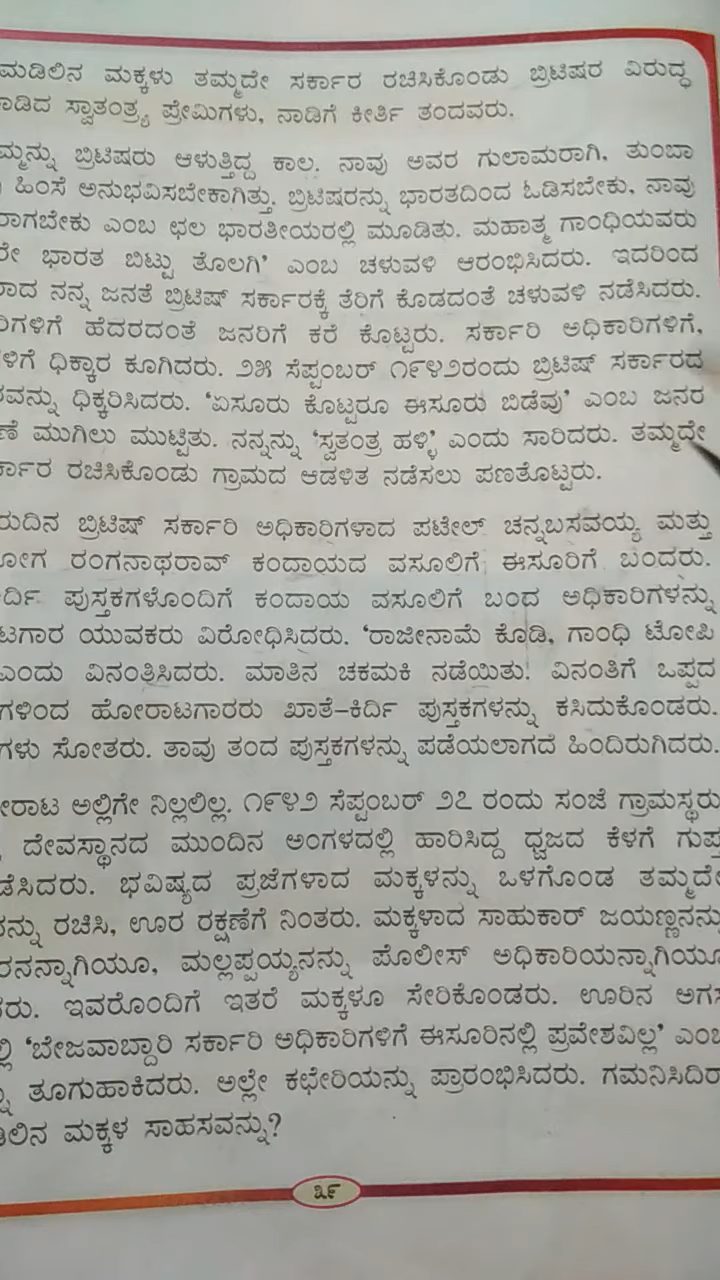 ಮಡಿಲಿನ ಮಕ್ಕಳು ತಮ್ಮದೇ ಸರ್ಕಾರ ರಚಿಸಿಕೊಂಡು ಬ್ರಿಟಿಷರ ವಿರುದ್ಧ
ಾಡಿದ ಸ್ವಾತಂತ್ರ್ಯ ಪ್ರೇಮಿಗಳು, ನಾಡಿಗೆ ಕೀರ್ತಿ ತಂದವರು.
ಮ್ಮನ್ನು ಬ್ರಿಟಿಷರು ಆಳುತ್ತಿದ್ದ ಕಾಲ. ನಾವು ಅವರ ಗುಲಾಮರಾಗಿ, ತುಂಬಾ
ಹಿಂಸೆ ಅನುಭವಿಸಬೇಕಾಗಿತ್ತು. ಬ್ರಿಟಿಷರನ್ನು ಭಾರತದಿಂದ ಓಡಿಸಬೇಕು, ನಾವು
ರಾಗಬೇಕು ಎಂಬ ಛಲ ಭಾರತೀಯರಲ್ಲಿ ಮೂಡಿತು. ಮಹಾತ್ಮ ಗಾಂಧಿಯವರು
ರೇ ಭಾರತ ಬಿಟ್ಟು ತೊಲಗಿ’ ಎಂಬ ಚಳುವಳಿ ಆರಂಭಿಸಿದರು. ಇದರಿಂದ
ರಾದ ನನ್ನ ಜನತೆ ಬ್ರಿಟಿಷ್ ಸರ್ಕಾರಕ್ಕೆ ತೆರಿಗೆ ಕೊಡದಂತೆ ಚಳುವಳಿ ನಡೆಸಿದರು.
ರಿಗಳಿಗೆ ಹೆದರದಂತೆ ಜನರಿಗೆ ಕರೆ ಕೊಟ್ಟರು. ಸರ್ಕಾರಿ ಅಧಿಕಾರಿಗಳಿಗೆ,
ಳಿಗೆ ಧಿಕ್ಕಾರ ಕೂಗಿದರು. ೨೫ ಸೆಪ್ಟಂಬರ್ ೧೯೪೨ರಂದು ಬ್ರಿಟಿಷ್ ಸರ್ಕಾರದ
ವವನ್ನು ಧಿಕ್ಕರಿಸಿದರು. ‘ಏಸೂರು ಕೊಟ್ಟರೂ ಈಸೂರು ಬಿಡೆವು’ ಎಂಬ ಜನರ
ಣೆ ಮುಗಿಲು ಮುಟ್ಟಿತು. ನನ್ನನ್ನು ‘ಸ್ವತಂತ್ರ ಹಳ್ಳಿ’ ಎಂದು ಸಾರಿದರು. ತಮ್ಮದೇ
ರ್ಕಾರ ರಚಿಸಿಕೊಂಡು ಗ್ರಾಮದ ಆಡಳಿತ ನಡೆಸಲು ಪಣತೊಟ್ಟರು.
ರುದಿನ ಬ್ರಿಟಿಷ್ ಸರ್ಕಾರಿ ಅಧಿಕಾರಿಗಳಾದ ಪಟೇಲ್ ಚನ್ನಬಸವಯ್ಯ ಮತ್ತು
ೋಗ ರಂಗನಾಥರಾವ್ ಕಂದಾಯದ ವಸೂಲಿಗೆ ಈಸೂರಿಗೆ ಬಂದರು.
ರ್ದಿ ಪುಸ್ತಕಗಳೊಂದಿಗೆ ಕಂದಾಯ ವಸೂಲಿಗೆ ಬಂದ ಅಧಿಕಾರಿಗಳನ್ನು
ಟಗಾರ ಯುವಕರು ವಿರೋಧಿಸಿದರು. ‘ರಾಜೀನಾಮೆ ಕೊಡಿ, ಗಾಂಧಿ ಟೋಪಿ
ಎಂದು ವಿನಂತ್ರಿಸಿದರು. ಮಾತಿನ ಚಕಮಕಿ ನಡೆಯಿತು. ವಿನಂತಿಗೆ ಒಪ್ಪದ
ಗಳಿಂದ ಹೋರಾಟಗಾರರು ಖಾತೆ–ಕಿರ್ದಿ ಪುಸ್ತಕಗಳನ್ನು ಕಸಿದುಕೊಂಡರು.
ಗಳು ಸೋತರು. ತಾವು ತಂದ ಪುಸ್ತಕಗಳನ್ನು ಪಡೆಯಲಾಗದೆ ಹಿಂದಿರುಗಿದರು.
ೋರಾಟ ಅಲ್ಲಿಗೇ ನಿಲ್ಲಲಿಲ್ಲ. ೧೯೪೨ ಸೆಪ್ಟಂಬರ್ ೨೭ ರಂದು ಸಂಜೆ ಗ್ರಾಮಸ್ಥರು
ದೇವಸ್ಥಾನದ ಮುಂದಿನ ಅಂಗಳದಲ್ಲಿ ಹಾರಿಸಿದ್ದ ಧ್ವಜದ ಕೆಳಗೆ ಗುಪ್ತ
ಡೆಸಿದರು. ಭವಿಷ್ಯದ ಪ್ರಜೆಗಳಾದ ಮಕ್ಕಳನ್ನು ಒಳಗೊಂಡ ತಮ್ಮದೇ
ನ್ನು ರಚಿಸಿ, ಊರ ರಕ್ಷಣೆಗೆ ನಿಂತರು. ಮಕ್ಕಳಾದ ಸಾಹುಕಾರ್ ಜಯಣ್ಣನನ್ನು
ರನನ್ನಾಗಿಯೂ, ಮಲ್ಲಪ್ಪಯ್ಯನನ್ನು ಪೊಲೀಸ್ ಅಧಿಕಾರಿಯನ್ನಾಗಿಯೂ
ರು. ಇವರೊಂದಿಗೆ ಇತರೆ ಮಕ್ಕಳೂ ಸೇರಿಕೊಂಡರು. ಊರಿನ ಅಗಸ
ಲ್ಲಿ ‘ಬೇಜವಾಬ್ದಾರಿ ಸರ್ಕಾರಿ ಅಧಿಕಾರಿಗಳಿಗೆ ಈಸೂರಿನಲ್ಲಿ ಪ್ರವೇಶವಿಲ್ಲ’ ಎಂಬ
ತೂಗುಹಾಕಿದರು. ಅಲ್ಲೇ ಕಛೇರಿಯನ್ನು ಪ್ರಾರಂಭಿಸಿದರು. ಗಮನಿಸಿದಿರಾ
ಿಲಿನ ಮಕ್ಕಳ ಸಾಹಸವನ್ನು?
೩೯